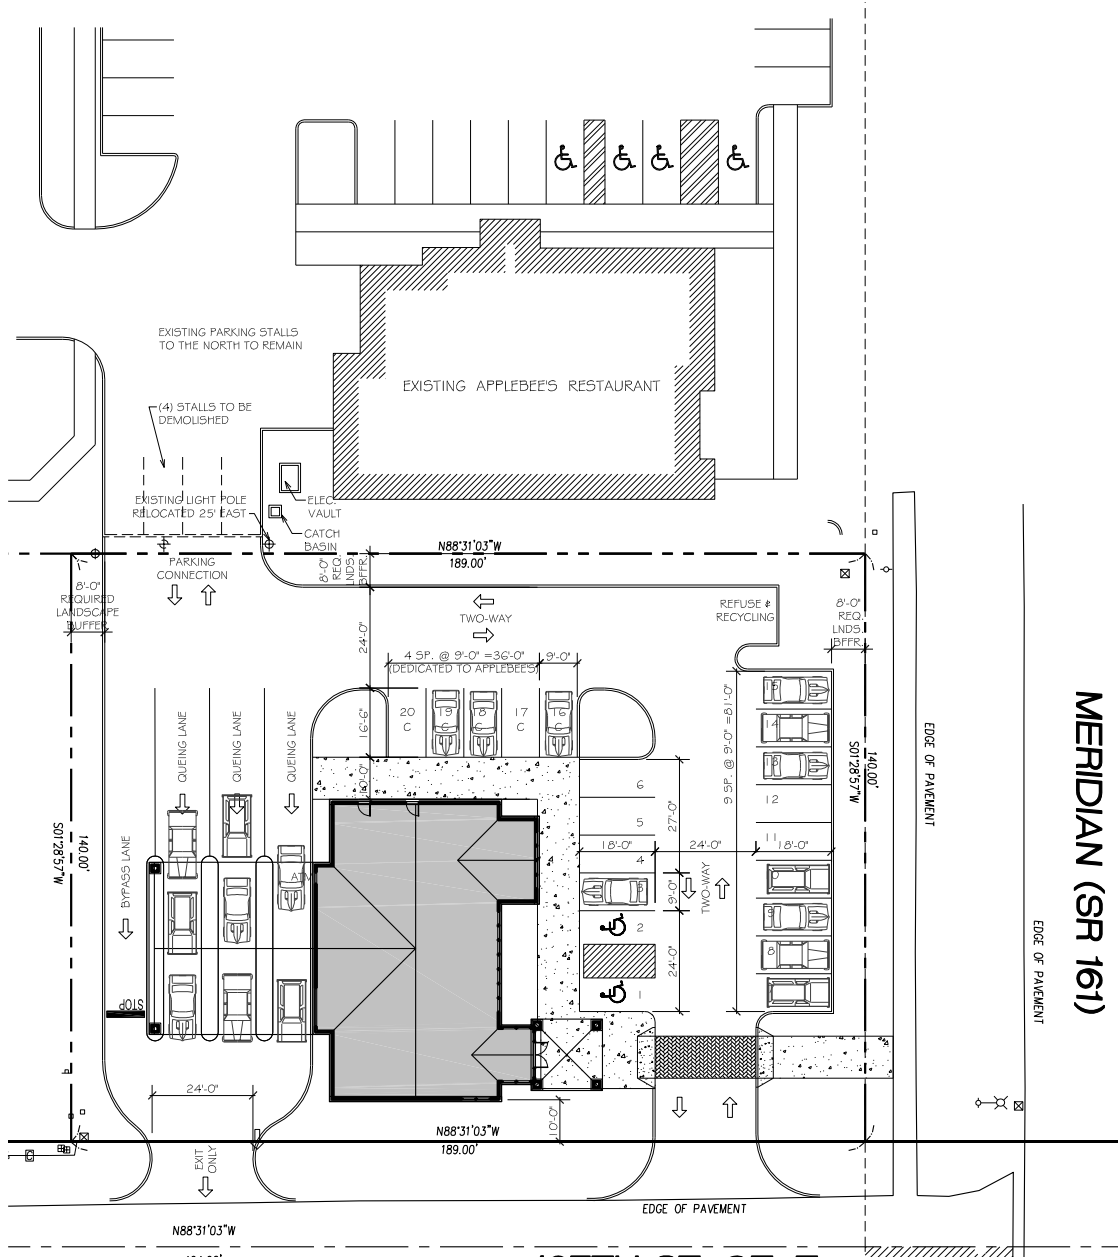 EXISTING PARKING STALLS
TO THE NORTH TO REMAIN
EXISTING APPLEBEE'S RESTAURANT
(4) STALLS TO BE
DEMOLISHED
EXISTING LIGHT POLE
RELOCATED 25' EAST
ELEC.
VAULT
CATCH
BASIN
PARKING
CONNECTION
8'-0"
REQ.
LNDS.
BFFR.
N88°31'03"W
189.00'
8'-0"
REQUIRED
LANDSCAPE
BUFFER
TWO-WAY
REFUSE &
RECYCLING
8'-0"
REQ.
LNDS.
BFFR.
24'-0"
4 SP. @ 9'-0" =36'-0"
9'-0"
(DEDICATED TO APPLEBEES)
20
C
19
C
18
C
17
C
16
C
16'-6"
10'-0"
QUEING LANE
QUEING LANE
QUEING LANE
9 SP. @ 9'-0" =81'-0"
15
14
13
12
11
8
6
5
4
3
2
1
27'-0"
18'-0"
24'-0"
18'-0"
9'-0"
24'-0"
TWO-WAY
S01°28'57"W
140.00'
S01°28'57"W
140.00'
BYPASS LANE
ATM
STOP
EDGE OF PAVEMENT
MERIDIAN (SR 161)
EDGE OF PAVEMENT
24'-0"
10'-0"
N88°31'03"W
189.00'
EXIT
ONLY
EDGE OF PAVEMENT
N88°31'03"W